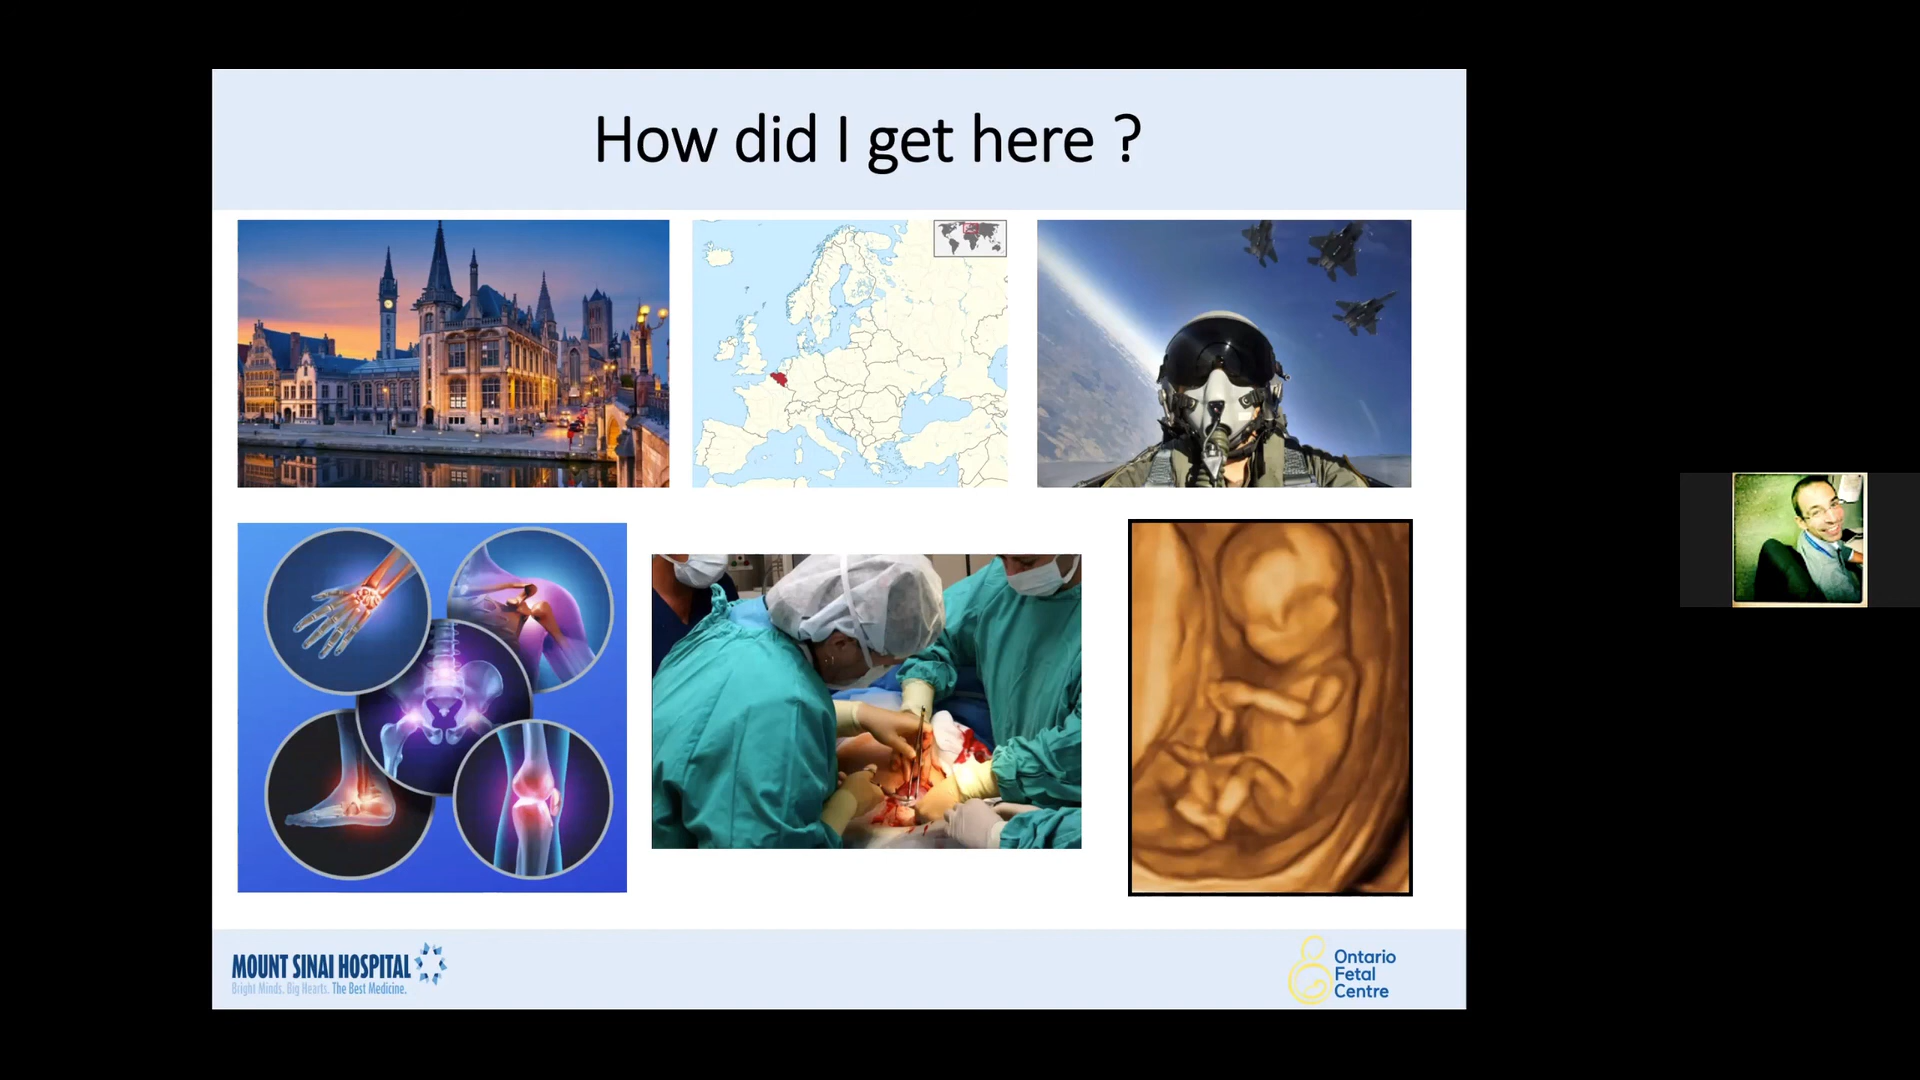 How did I get here ?
MOUNT SINAI HOSPITAL
Bright Minds. Big Hearts. The Best Medicine.
Ontario
Fetal
Centre